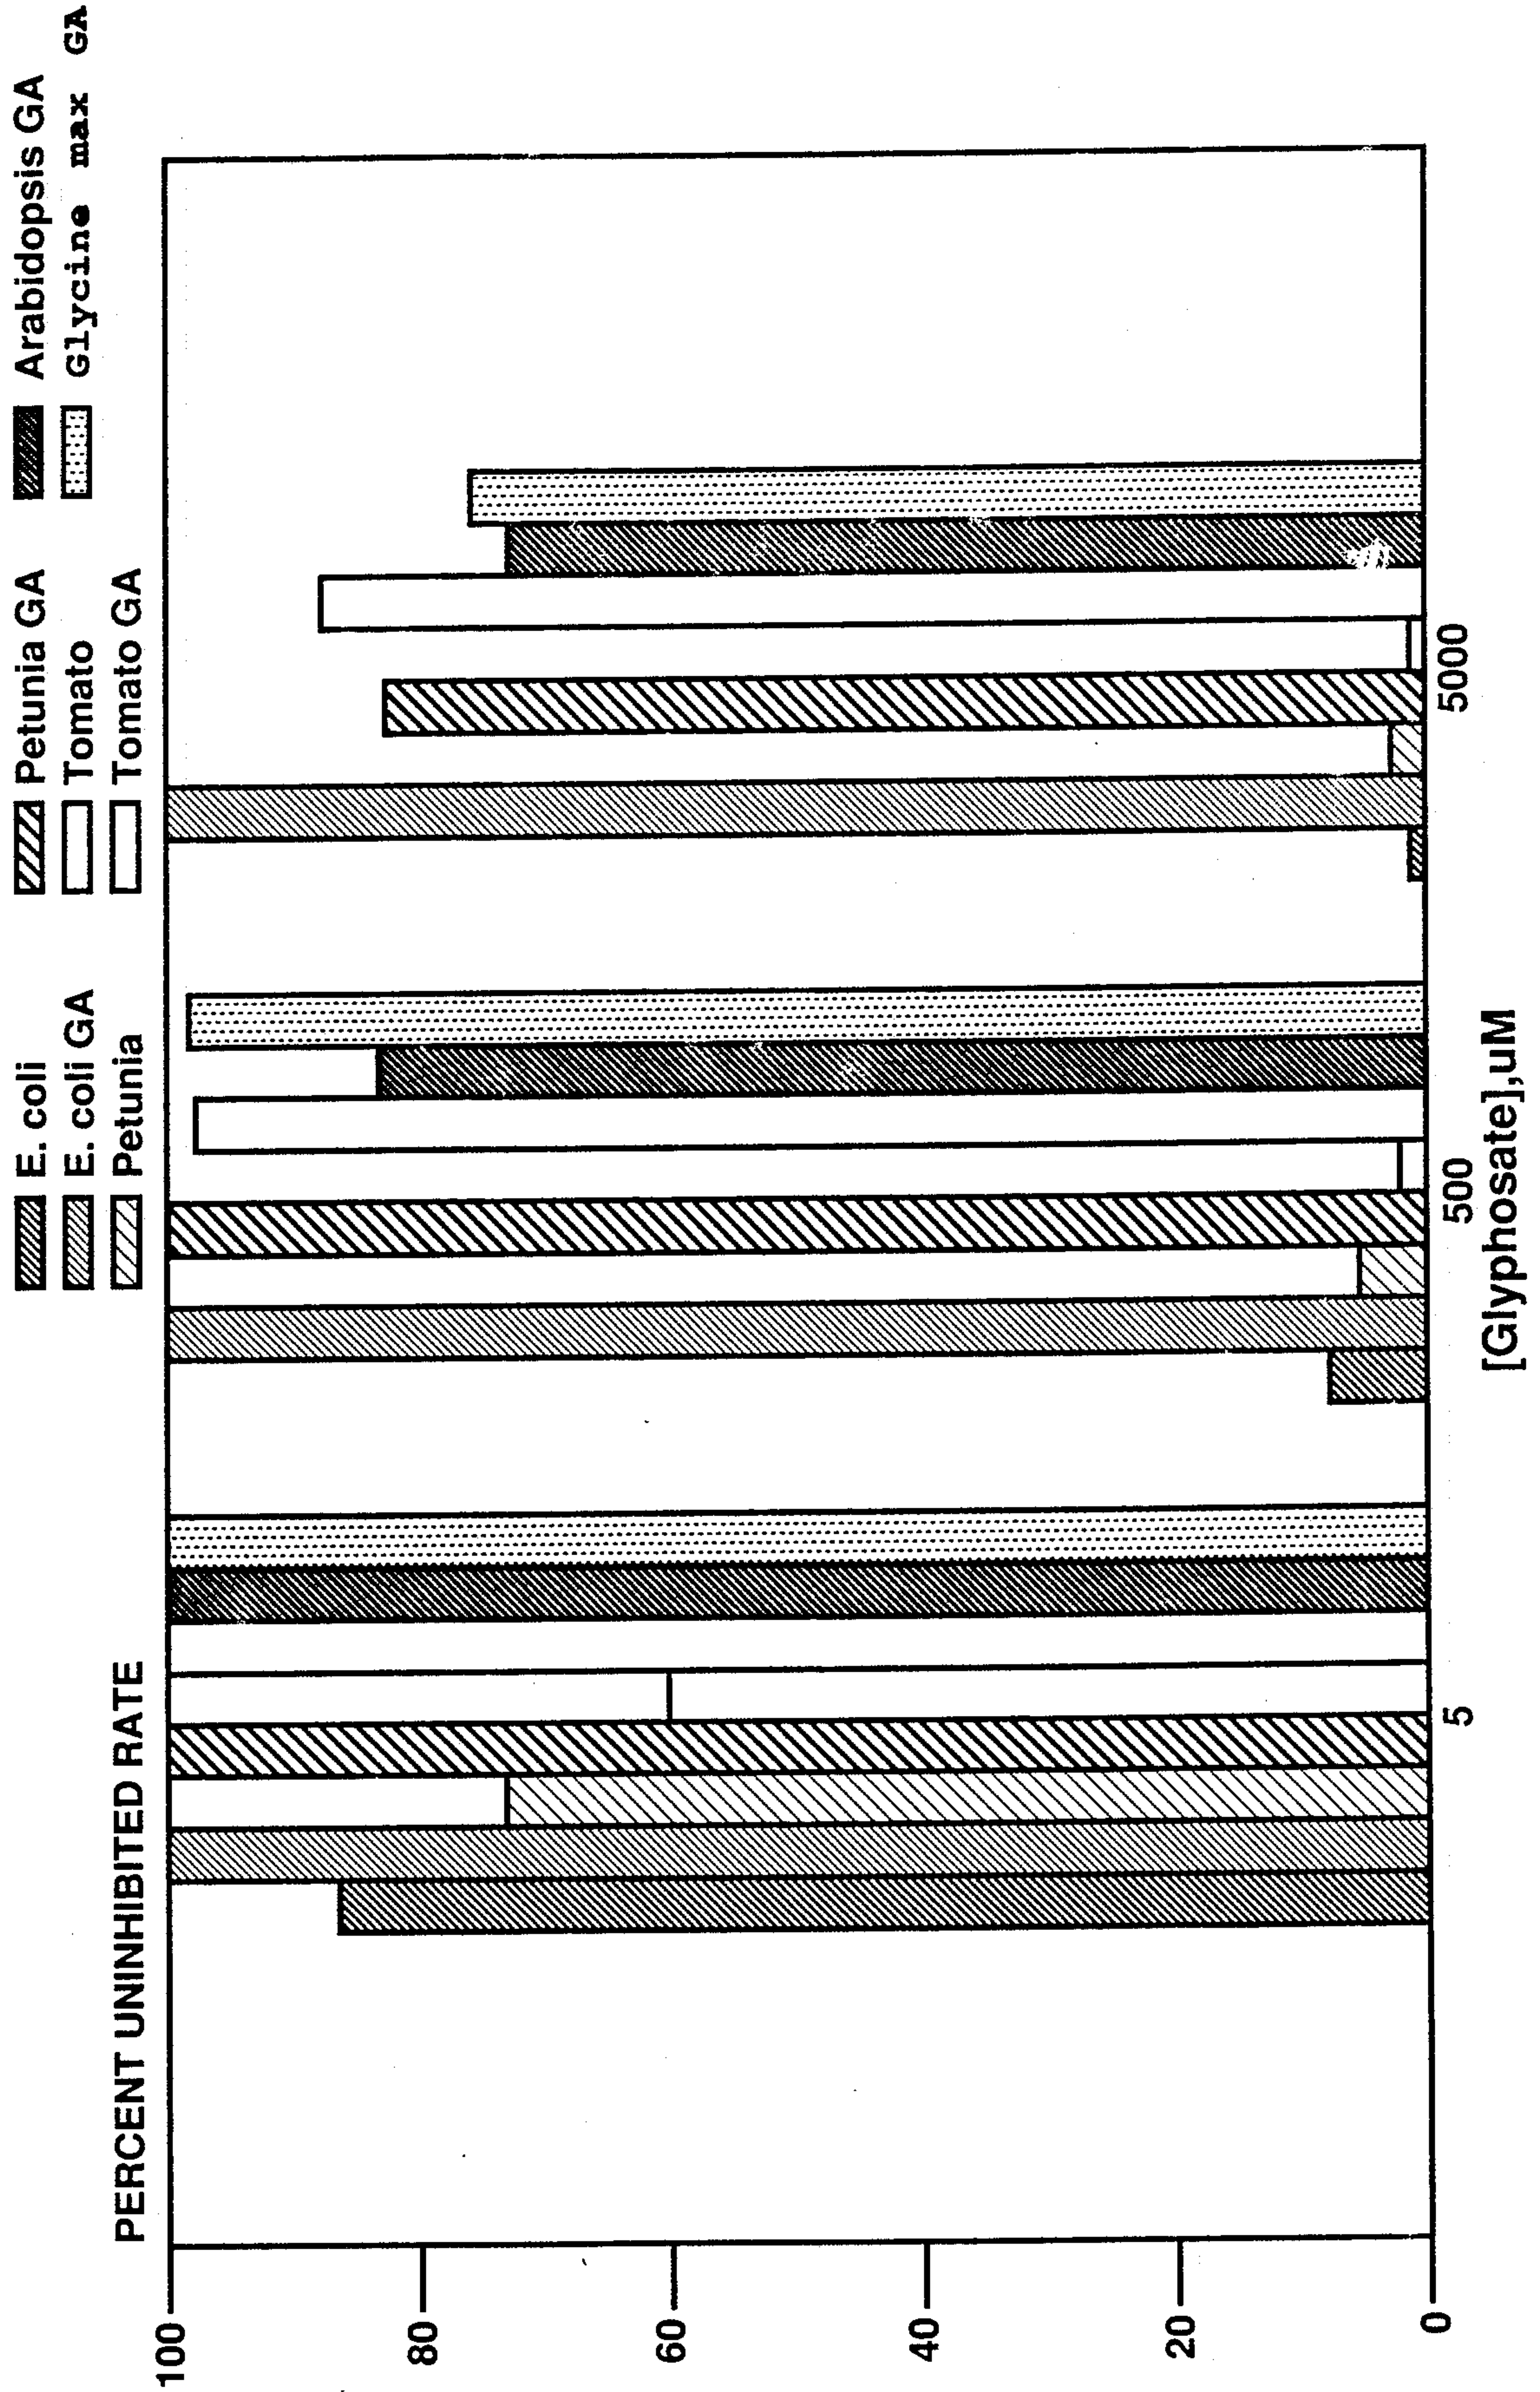 E. coli
E. coli GA
Petunia
Petunia GA
Tomato
Tomato GA
Arabidopsis GA
Glycine max GA
PERCENT UNINHIBITED RATE
100
80
60
40
20
0
5
500
5000
[Glyphosate],uM